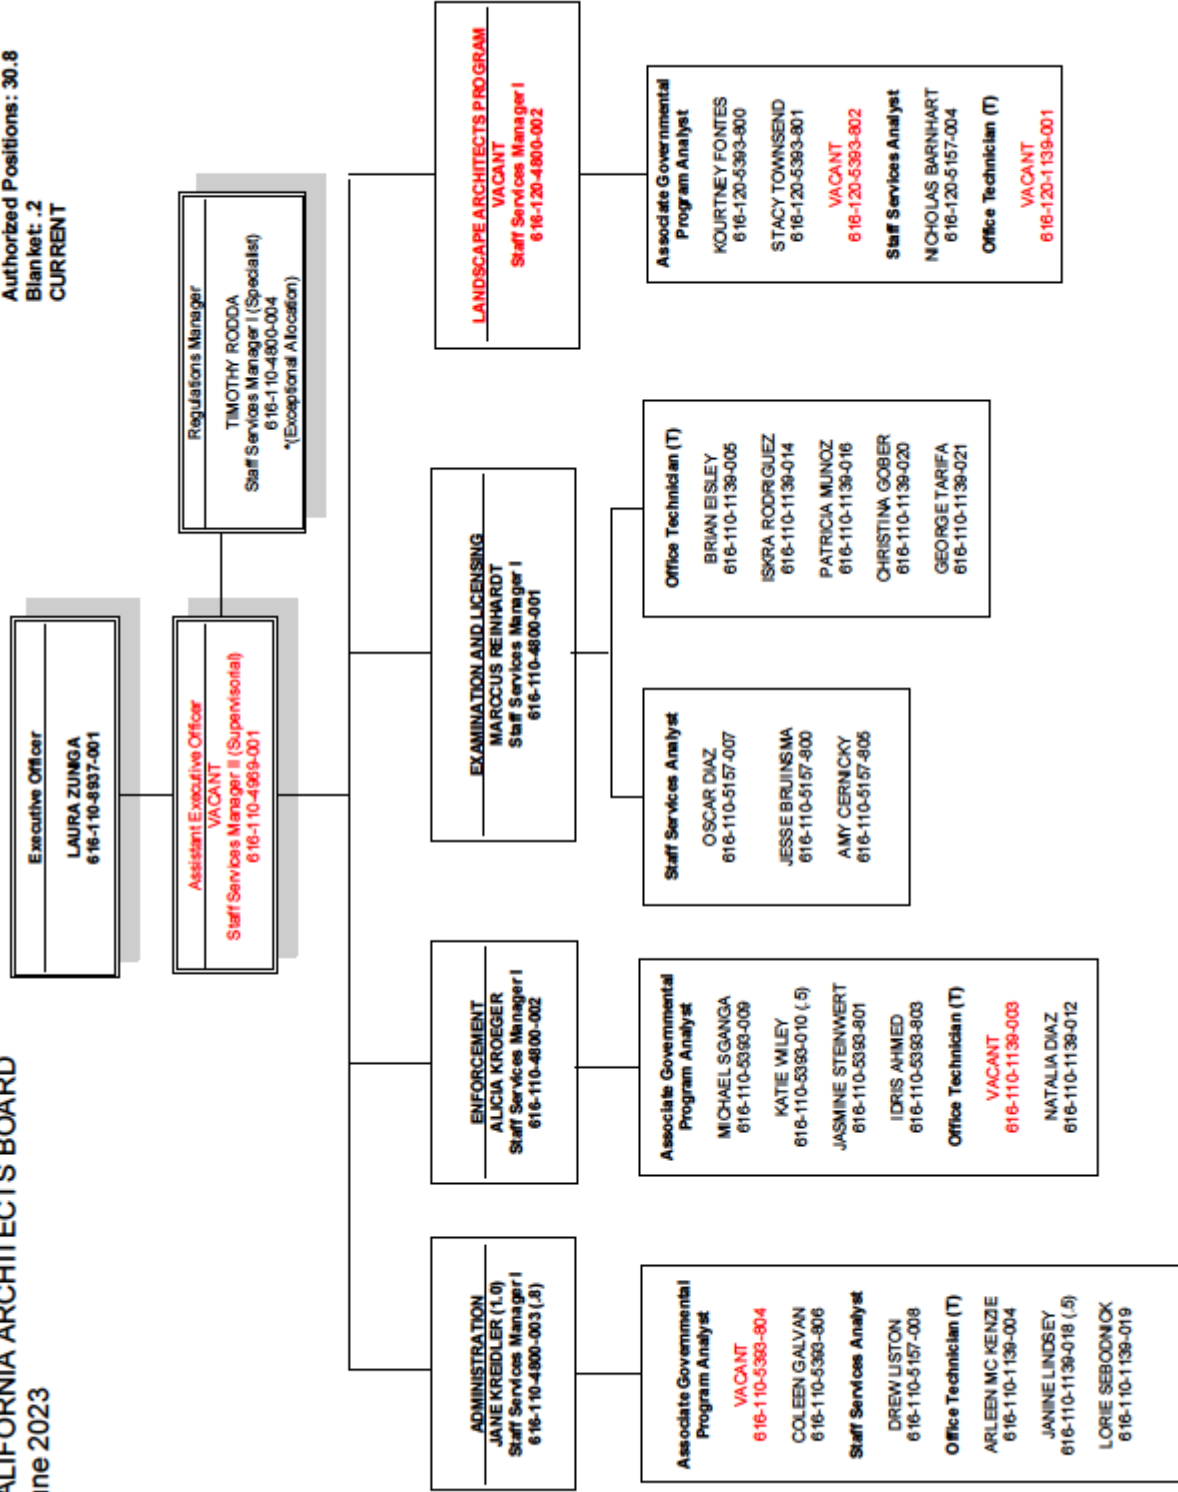 ALIFORNIA ARCHITECTS BOARD
une 2023
Authorized Positions: 30.8
Blanket: .2
CURRENT
Executive Officer
LAURA ZUNIGA
616-110-8937-001
Assistant Executive Officer
VACANT
Staff Services Manager II (Supervisorial)
616-110-4969-001
Regulations Manager
TIMOTHY RODDA
Staff Services Manager I (Specialist)
616-110-4800-004
*(Exceptional Allocation)
ADMINISTRATION
JANE KREIDLER (1.0)
Staff Services Manager I
616-110-4800-003 (.8)
ENFORCEMENT
ALICIA KROEGER
Staff Services Manager I
616-110-4800-002
EXAMINATION AND LICENSING
MARCCUS REINHARDT
Staff Services Manager I
616-110-4800-001
LANDSCAPE ARCHITECTS PROGRAM
VACANT
Staff Services Manager I
616-120-4800-002
Associate Governmental
Program Analyst
VACANT
616-110-5393-804
COLEEN GALVAN
616-110-5393-806
Staff Services Analyst
DREW LISTON
616-110-5157-008
Office Technician (T)
ARLEEN MC KENZIE
616-110-1139-004
JANINE LINDSEY
616-110-1139-018 (.5)
LORIE SEBODNICK
616-110-1139-019
Associate Governmental
Program Analyst
MICHAEL SGANGA
616-110-5393-009
KATIE WILEY
616-110-5393-010 (.5)
JASMINE STEINWERT
616-110-5393-801
IDRIS AHMED
616-110-5393-803
Office Technician (T)
VACANT
616-110-1139-003
NATALIA DIAZ
616-110-1139-012
Staff Services Analyst
OSCAR DIAZ
616-110-5157-007
JESSE BRUINSMA
616-110-5157-800
AMY CERNICKY
616-110-5157-805
Office Technician (T)
BRIAN EISLEY
616-110-1139-005
ISKRA RODRIGUEZ
616-110-1139-014
PATRICIA MUNOZ
616-110-1139-016
CHRISTINA GOBER
616-110-1139-020
GEORGE TARIFA
616-110-1139-021
Associate Governmental
Program Analyst
KOURTNEY FONTES
616-120-5393-800
STACY TOWNSEND
616-120-5393-801
VACANT
616-120-5393-802
Staff Services Analyst
NICHOLAS BARNHART
616-120-5157-004
Office Technician (T)
VACANT
616-120-1139-001